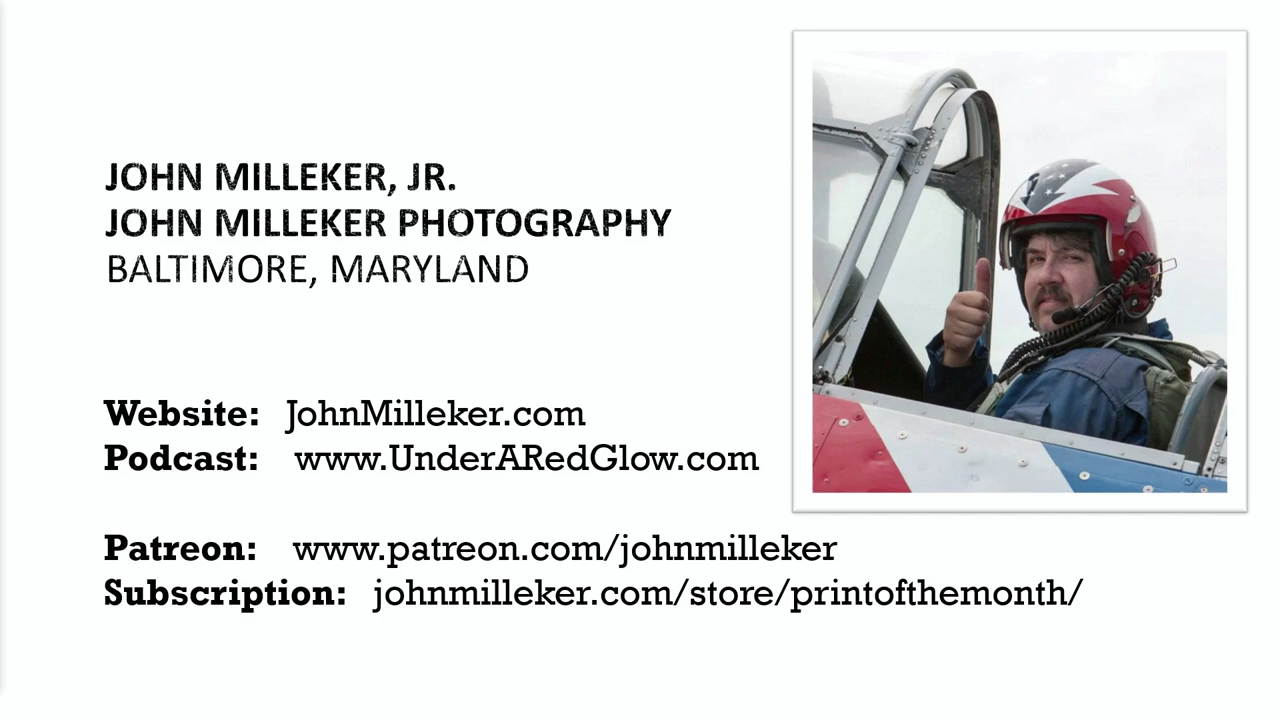 JOHN MILLEKER, JR.
JOHN MILLEKER PHOTOGRAPHY
BALTIMORE, MARYLAND
Website: JohnMilleker.com
Podcast: www.UnderARedGlow.com
Patreon: www.patreon.com/johnmilleker
Subscription: johnmilleker.com/store/printofthemonth/